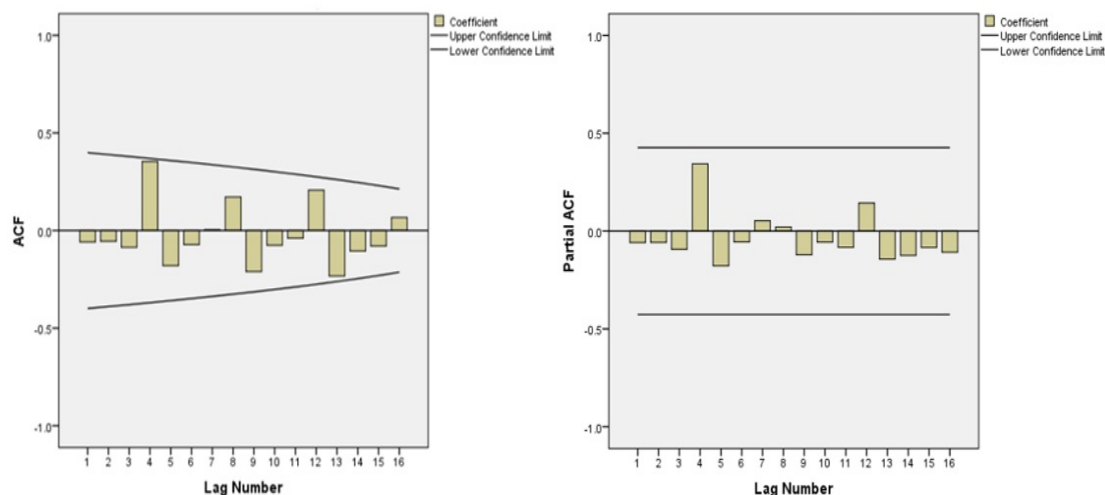 Coefficient
Upper Confidence Limit
Lower Confidence Limit
1.0
0.5
0.0
-0.5
-1.0
ACF
1 2 3 4 5 6 7 8 9 10 11 12 13 14 15 16
Lag Number
Coefficient
Upper Confidence Limit
Lower Confidence Limit
1.0
0.5
0.0
-0.5
-1.0
Partial ACF
1 2 3 4 5 6 7 8 9 10 11 12 13 14 15 16
Lag Number